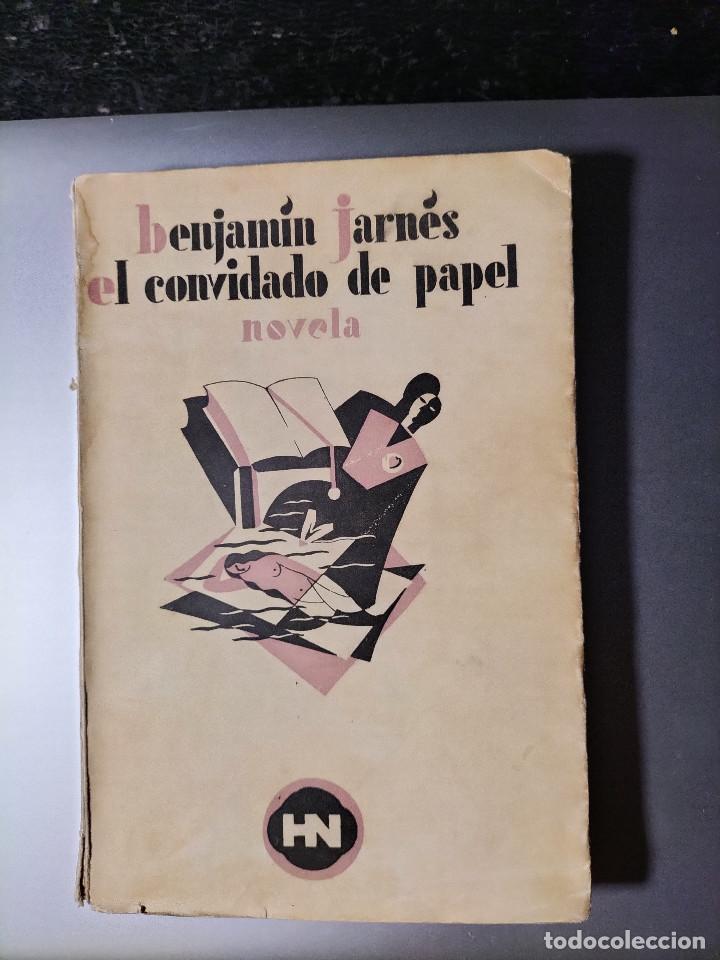 benjamín jarnés
el convidado de papel
novela
HN
todocoleccion